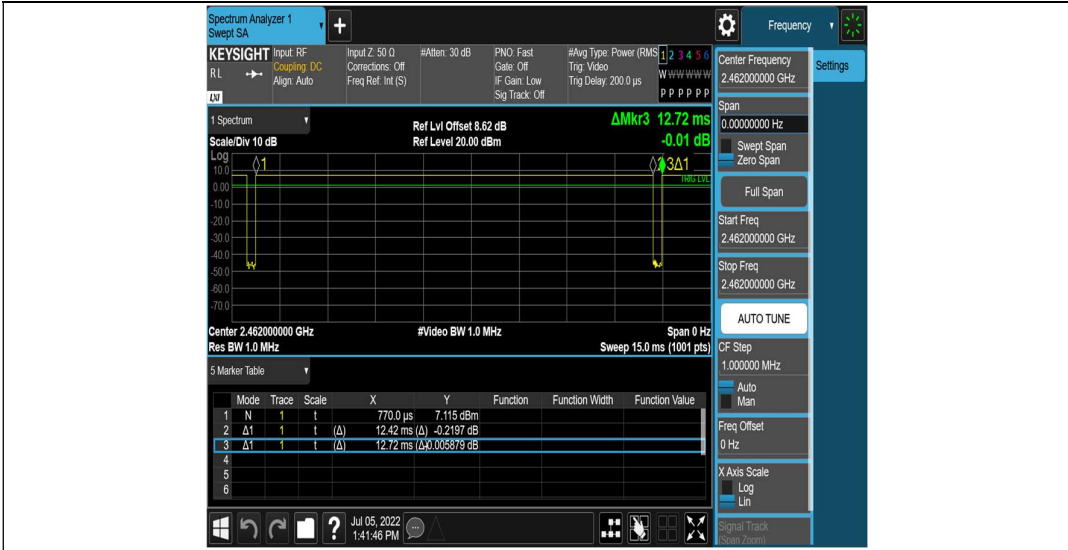 Spectrum Analyzer 1
Swept SA
+
Frequency
KEYSIGHT
RL
LXI
Input: RF
Coupling: DC
Align: Auto
Input Z: 50 Ω
Corrections: Off
Freq Ref: Int (S)
#Atten: 30 dB
PNO: Fast
Gate: Off
IF Gain: Low
Sig Track: Off
#Avg Type: Power (RMS
Trig: Video
Trig Delay: 200.0 µs
1 2 3 4 5 6
W W W W W W
P P P P P P
1 Spectrum
Scale/Div 10 dB
Ref Lvl Offset 8.62 dB
Ref Level 20.00 dBm
ΔMkr3 12.72 ms
-0.01 dB
Log
10.0
0.00
-10.0
-20.0
-30.0
-40.0
-50.0
-60.0
-70.0
1
3Δ1
TRIG LVL
Center 2.462000000 GHz
#Video BW 1.0 MHz
Span 0 Hz
Res BW 1.0 MHz
Sweep 15.0 ms (1001 pts)
5 Marker Table
Mode Trace Scale X Y Function Function Width Function Value
1 N 1 t 770.0 µs 7.115 dBm
2 Δ1 1 t (Δ) 12.42 ms (Δ) -0.2197 dB
3 Δ1 1 t (Δ) 12.72 ms (Δ) -0.005879 dB
4
5
6
?
Jul 05, 2022
1:41:46 PM
Center Frequency
2.462000000 GHz
Settings
Span
0.00000000 Hz
Swept Span
Zero Span
Full Span
Start Freq
2.462000000 GHz
Stop Freq
2.462000000 GHz
AUTO TUNE
CF Step
1.000000 MHz
Auto
Man
Freq Offset
0 Hz
X Axis Scale
Log
Lin
Signal Track
(Span Zoom)